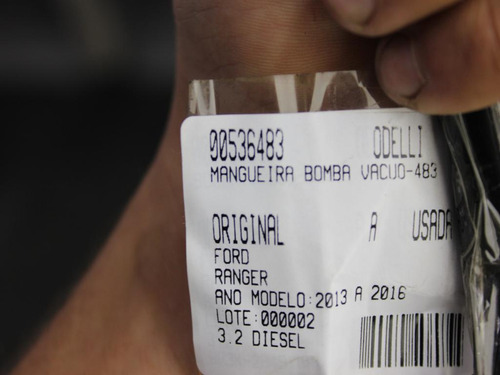 00536483 ODELLI
MANGUEIRA BOMBA VACUO-483
ORIGINAL A USADA
FORD
RANGER
ANO MODELO:2013 A 2016
LOTE:000002
3.2 DIESEL